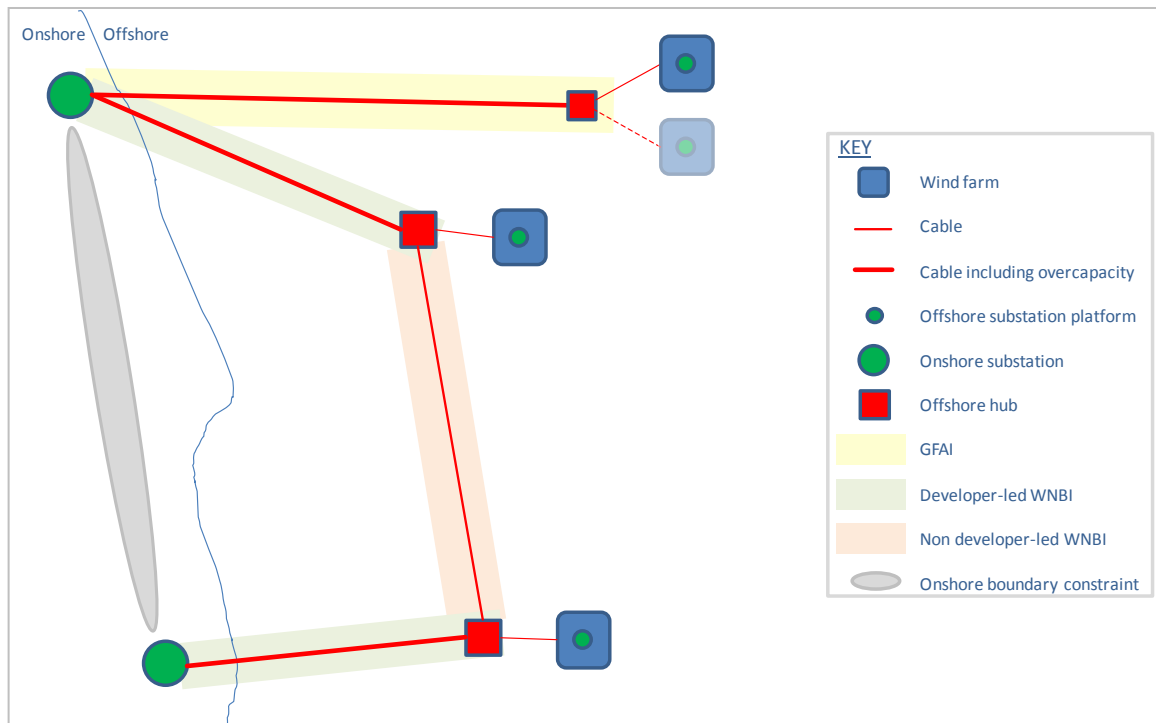 Onshore Offshore
KEY
Wind farm
Cable
Cable including overcapacity
Offshore substation platform
Onshore substation
Offshore hub
GFAI
Developer-led WNBI
Non developer-led WNBI
Onshore boundary constraint